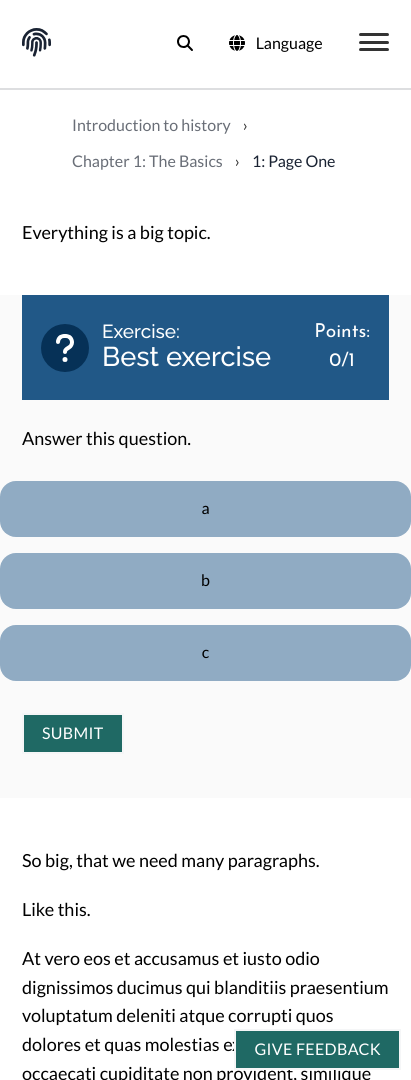 Language
Introduction to history ›
Chapter 1: The Basics › 1: Page One
Everything is a big topic.
?
Exercise:
Best exercise
Points:
0/1
Answer this question.
a
b
c
SUBMIT
So big, that we need many paragraphs.
Like this.
At vero eos et accusamus et iusto odio
dignissimos ducimus qui blanditiis praesentium
voluptatum deleniti atque corrupti quos
dolores et quas molestias
GIVE FEEDBACK
occaecati cupiditate non provident, similique